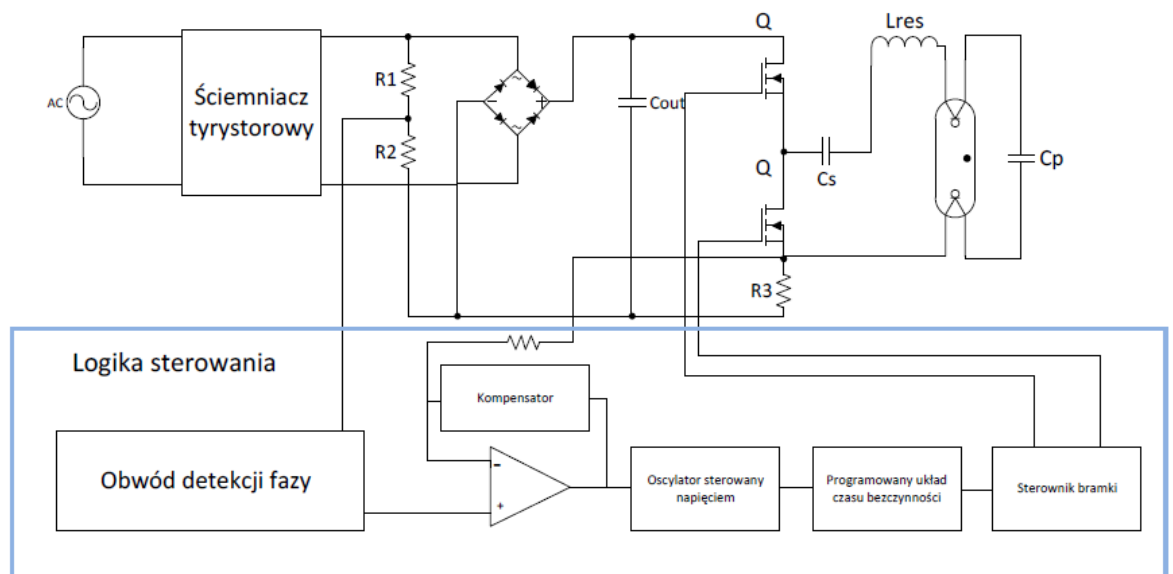 Q
Lres
AC
Ściemniacz
tyrystorowy
R1
R2
Cout
Q
Cs
Cp
R3
Logika sterowania
Kompensator
Obwód detekcji fazy
-
+
Oscylator sterowany
napięciem
Programowany układ
czasu bezczynności
Sterownik bramki